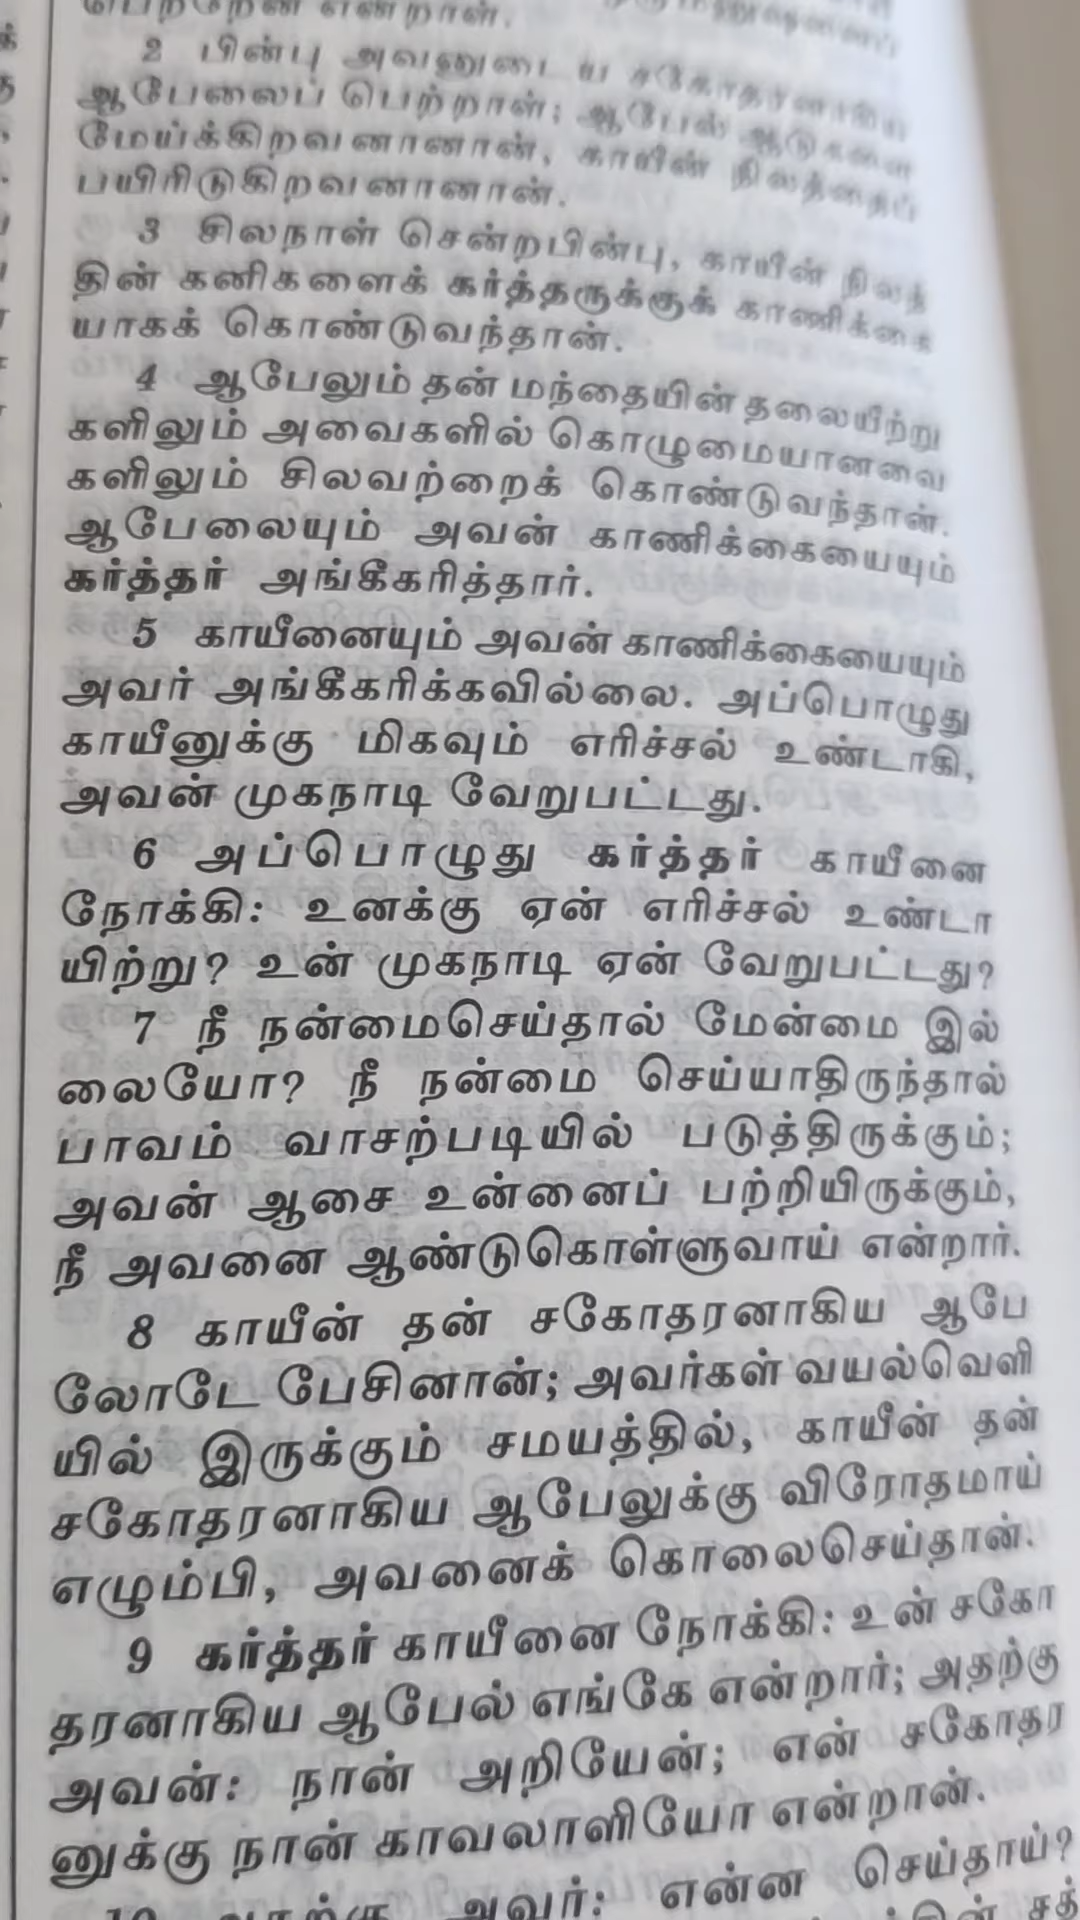 பெற்றேன் என்றாள்.
2 பின்பு அவனுடைய சகோதரனாகிய
ஆபேலைப் பெற்றாள்; ஆபேல் ஆடுகளை
மேய்க்கிறவனானான், காயீன் நிலத்தைப்
பயிரிடுகிறவனானான்.
3 சிலநாள் சென்றபின்பு, காயீன் நிலத்
தின் கனிகளைக் கர்த்தருக்குக் காணிக்கை
யாகக் கொண்டுவந்தான்.
4 ஆபேலும் தன் மந்தையின் தலையீற்று
களிலும் அவைகளில் கொழுமையானவை
களிலும் சிலவற்றைக் கொண்டுவந்தான்.
ஆபேலையும் அவன் காணிக்கையையும்
கர்த்தர் அங்கீகரித்தார்.
5 காயீனையும் அவன் காணிக்கையையும்
அவர் அங்கீகரிக்கவில்லை. அப்பொழுது
காயீனுக்கு மிகவும் எரிச்சல் உண்டாகி,
அவன் முகநாடி வேறுபட்டது.
6 அப்பொழுது கர்த்தர் காயீனை
நோக்கி: உனக்கு ஏன் எரிச்சல் உண்டா
யிற்று? உன் முகநாடி ஏன் வேறுபட்டது?
7 நீ நன்மைசெய்தால் மேன்மை இல்
லையோ? நீ நன்மை செய்யாதிருந்தால்
பாவம் வாசற்படியில் படுத்திருக்கும்;
அவன் ஆசை உன்னைப் பற்றியிருக்கும்,
நீ அவனை ஆண்டுகொள்ளுவாய் என்றார்.
8 காயீன் தன் சகோதரனாகிய ஆபே
லோடே பேசினான்; அவர்கள் வயல்வெளி
யில் இருக்கும் சமயத்தில், காயீன் தன்
சகோதரனாகிய ஆபேலுக்கு விரோதமாய்
எழும்பி, அவனைக் கொலைசெய்தான்.
9 கர்த்தர் காயீனை நோக்கி: உன் சகோ
தரனாகிய ஆபேல் எங்கே என்றார்; அதற்கு
அவன்: நான் அறியேன்; என் சகோதர
னுக்கு நான் காவலாளியோ என்றான்.
10 அதற்கு அவர்: என்ன செய்தாய்?